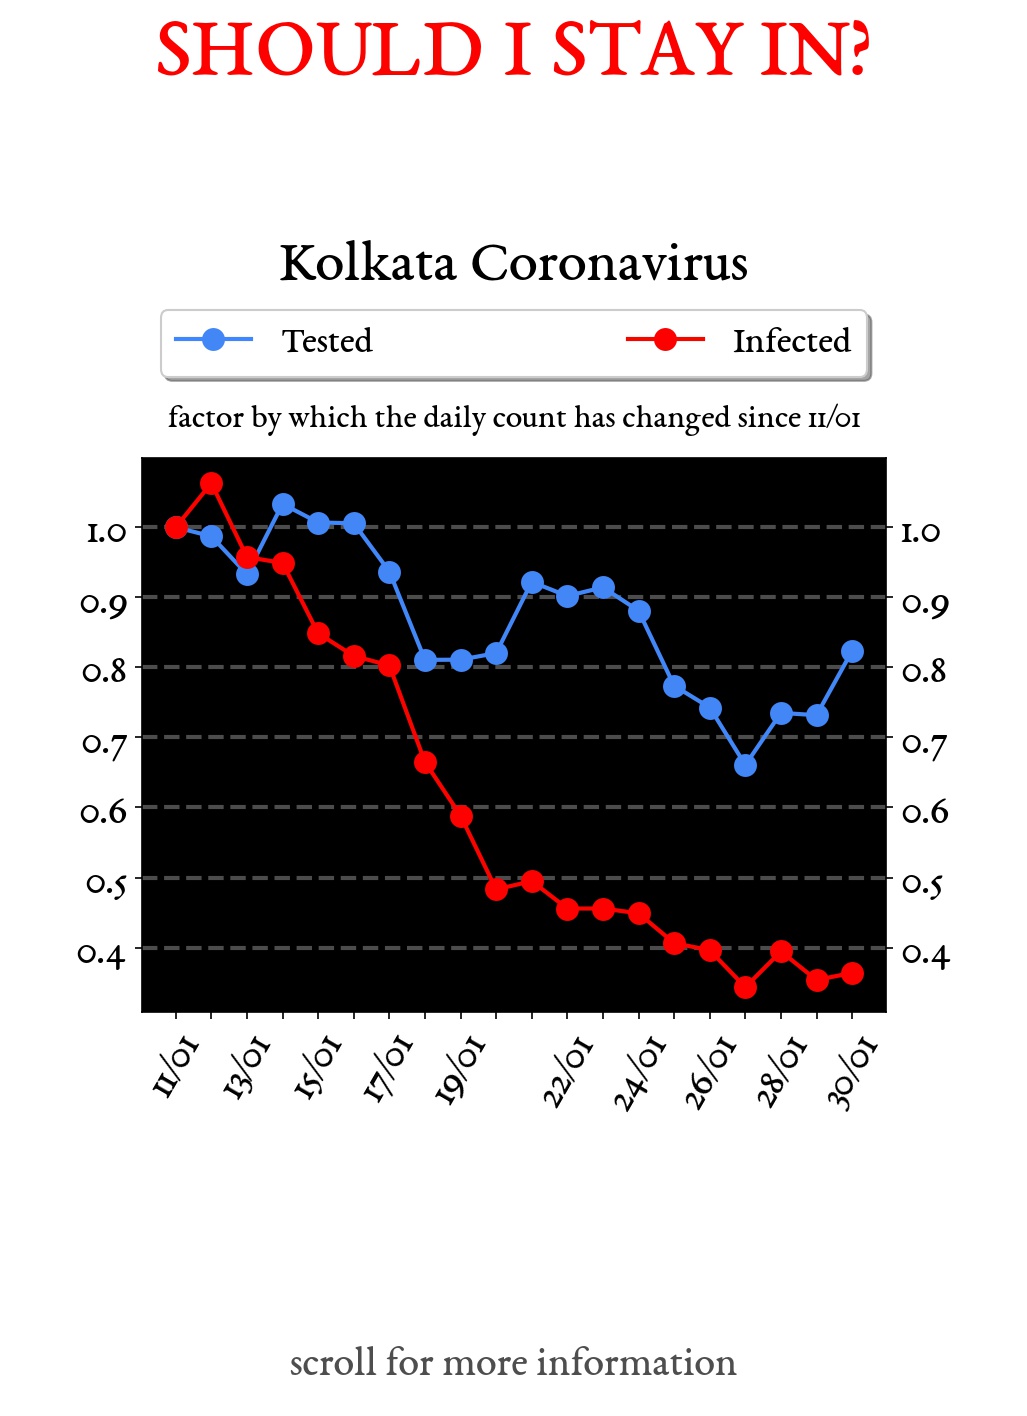 SHOULD I STAY IN?
Kolkata Coronavirus
Tested Infected
factor by which the daily count has changed since 11/01
1.0 1.0
0.9 0.9
0.8 0.8
0.7 0.7
0.6 0.6
0.5 0.5
0.4 0.4
11/01 13/01 15/01 17/01 19/01 22/01 24/01 26/01 28/01 30/01
scroll for more information